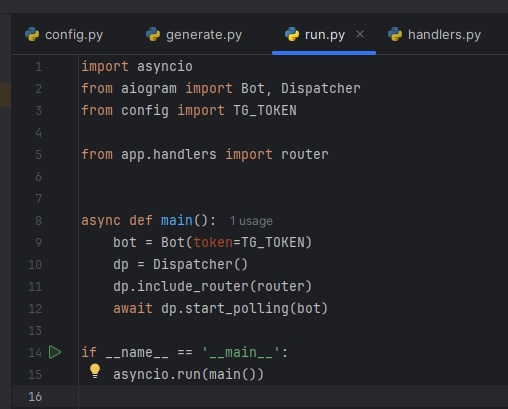 config.py generate.py run.py handlers.py
1 import asyncio
2 from aiogram import Bot, Dispatcher
3 from config import TG_TOKEN
4
5 from app.handlers import router
6
7
8 async def main(): 1 usage
9     bot = Bot(token=TG_TOKEN)
10     dp = Dispatcher()
11     dp.include_router(router)
12     await dp.start_polling(bot)
13
14 if __name__ == '__main__':
15     asyncio.run(main())
16